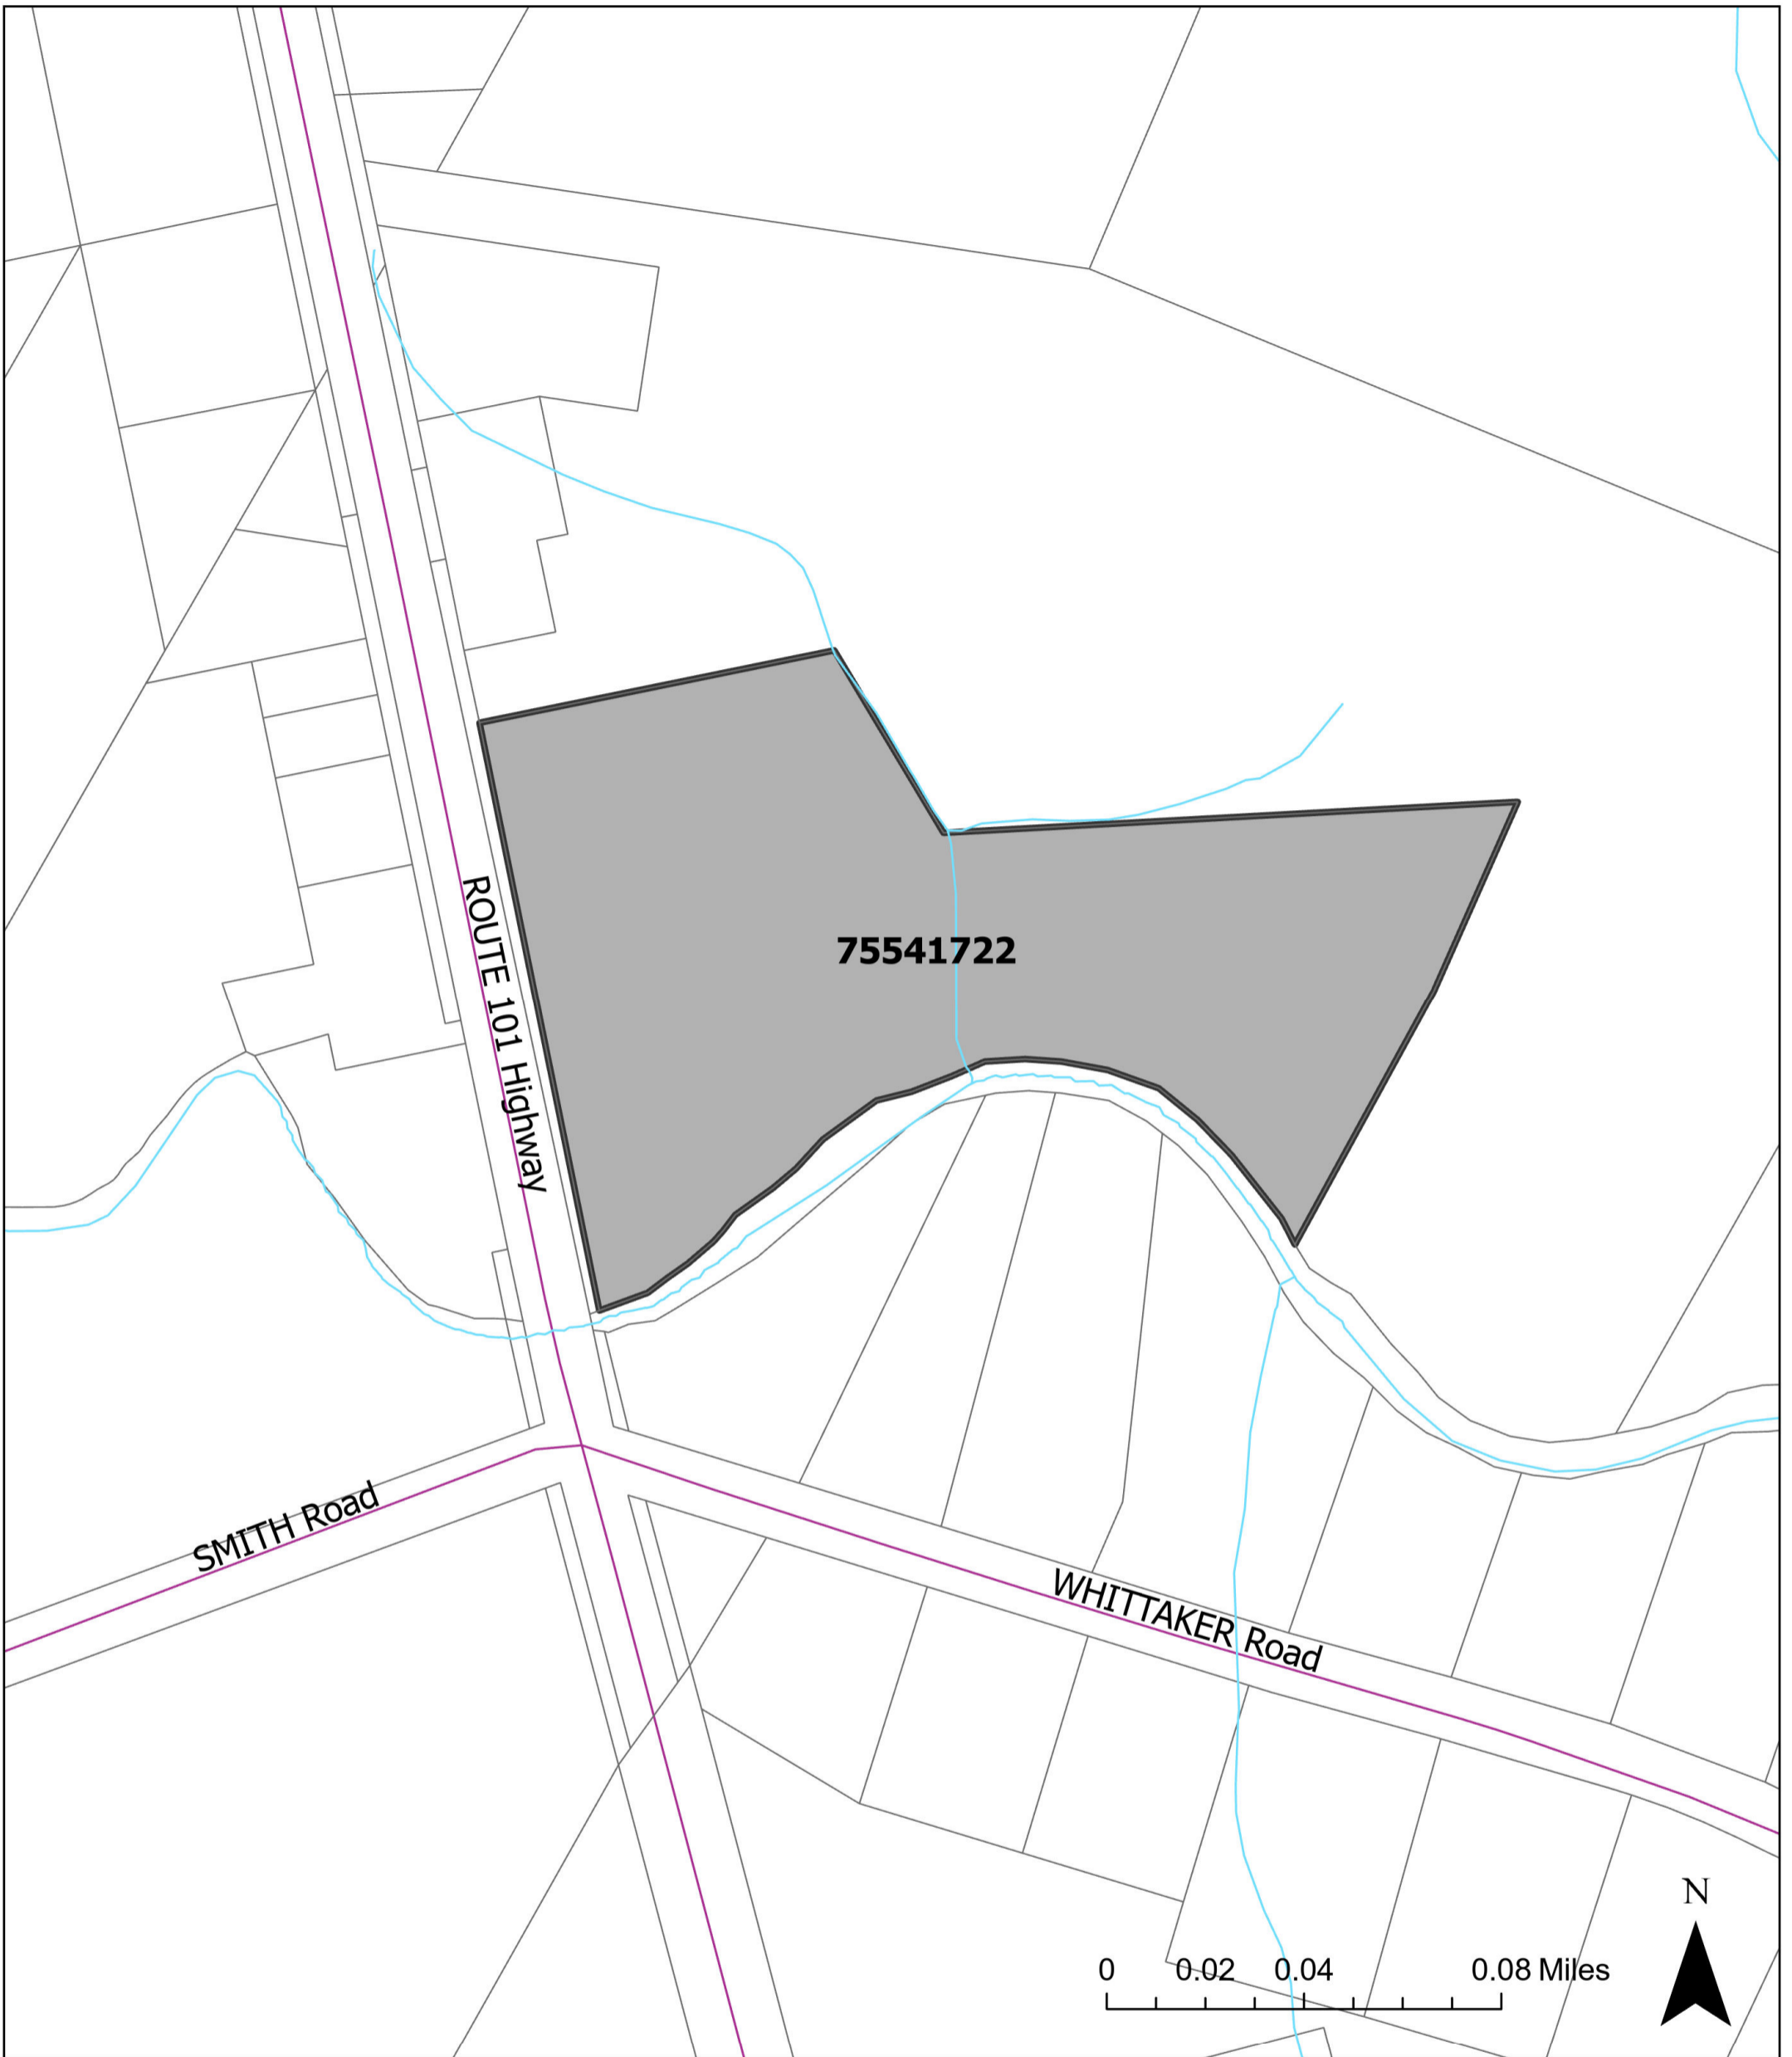 75541722
ROUTE 101 Highway
SMITH Road
WHITTAKER Road
N
0 0.02 0.04 0.08 Miles